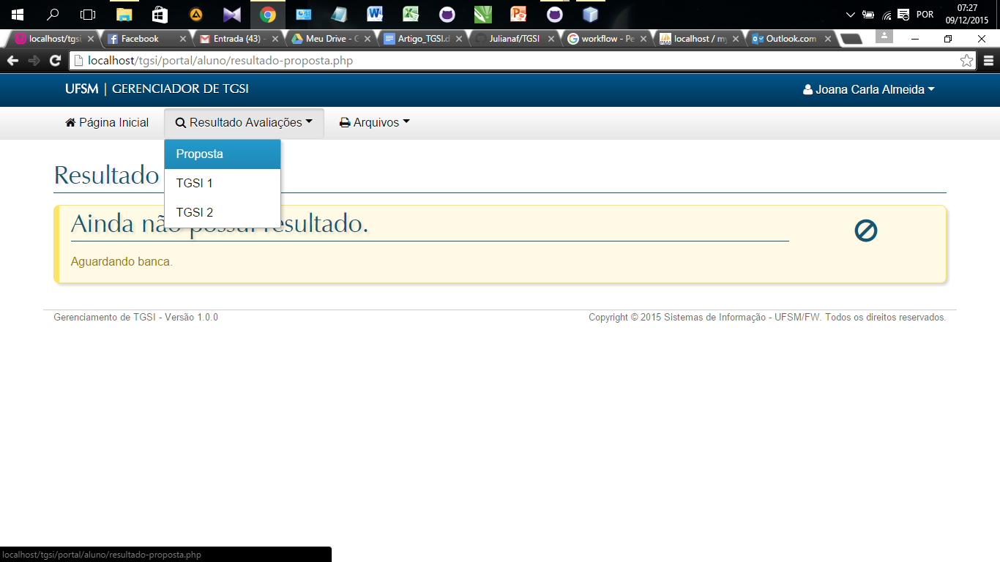 07:27
POR
09/12/2015
localhost/tgsi
Facebook
Entrada (43) -
Meu Drive - G
Artigo_TGSI.d
Julianaf/TGSI
workflow - Pe
localhost / my
Outlook.com
localhost/tgsi/portal/aluno/resultado-proposta.php
UFSM | GERENCIADOR DE TGSI
Joana Carla Almeida
Página Inicial
Resultado Avaliações
Arquivos
Proposta
TGSI 1
TGSI 2
Resultado
Ainda não possui resultado.
Aguardando banca.
Gerenciamento de TGSI - Versão 1.0.0
Copyright © 2015 Sistemas de Informação - UFSM/FW. Todos os direitos reservados.
localhost/tgsi/portal/aluno/resultado-proposta.php